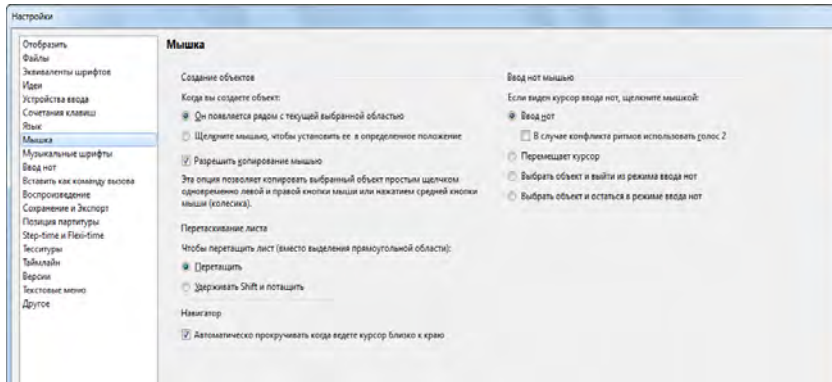 Настройки
Отобразить
Файлы
Эквиваленты шрифтов
Идеи
Устройства ввода
Сочетания клавиш
Язык
Мышка
Музыкальные шрифты
Ввод нот
Вставить как команду вызова
Воспроизведение
Сохранение и Экспорт
Позиция партитуры
Step-time и Flexi-time
Тесситуры
Таймлайн
Версии
Текстовые меню
Другое
Мышка
Создание объектов
Когда вы создаете объект:
Он появляется рядом с текущей выбранной областью
Щелкните мышью, чтобы установить ее в определенное положение
Разрешить копирование мышью
Эта опция позволяет копировать выбранный объект простым щелчком
одновременно левой и правой кнопки мыши или нажатием средней кнопки
мыши (колесика).
Перетаскивание листа
Чтобы перетащить лист (вместо выделения прямоугольной области):
Перетащить
Удерживать Shift и потащить
Навигатор
Автоматическо прокручивать когда ведете курсор близко к краю
Ввод нот мышью
Если виден курсор ввода нот, щелкните мышкой:
Ввод нот
В случае конфликта ритмов использовать голос 2
Перемещает курсор
Выбрать объект и выйти из режима ввода нот
Выбрать объект и остаться в режиме ввода нот